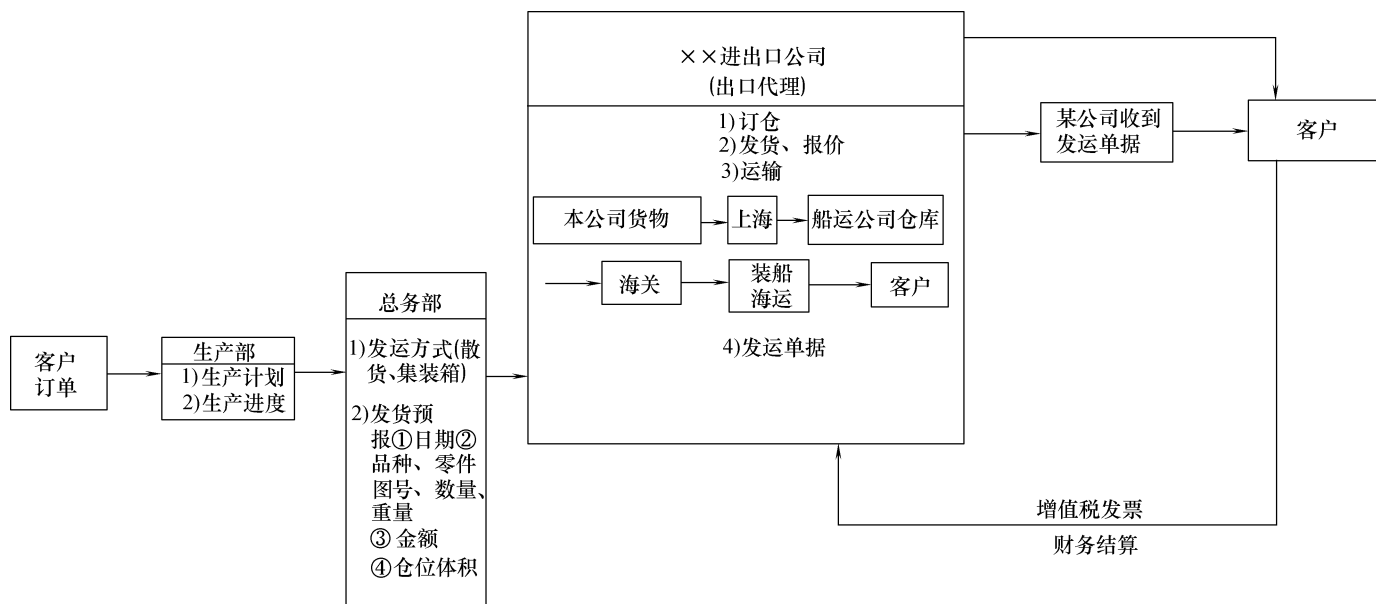 客户
订单
生产部
1)生产计划
2)生产进度
总务部
1)发运方式(散
货、集装箱)
2)发货预
报①日期②
品种、零件
图号、数量、
重量
③金额
④仓位体积
××进出口公司
(出口代理)
1)订仓
2)发货、报价
3)运输
本公司货物
上海
船运公司仓库
海关
装船
海运
客户
4)发运单据
某公司收到
发运单据
客户
增值税发票
财务结算